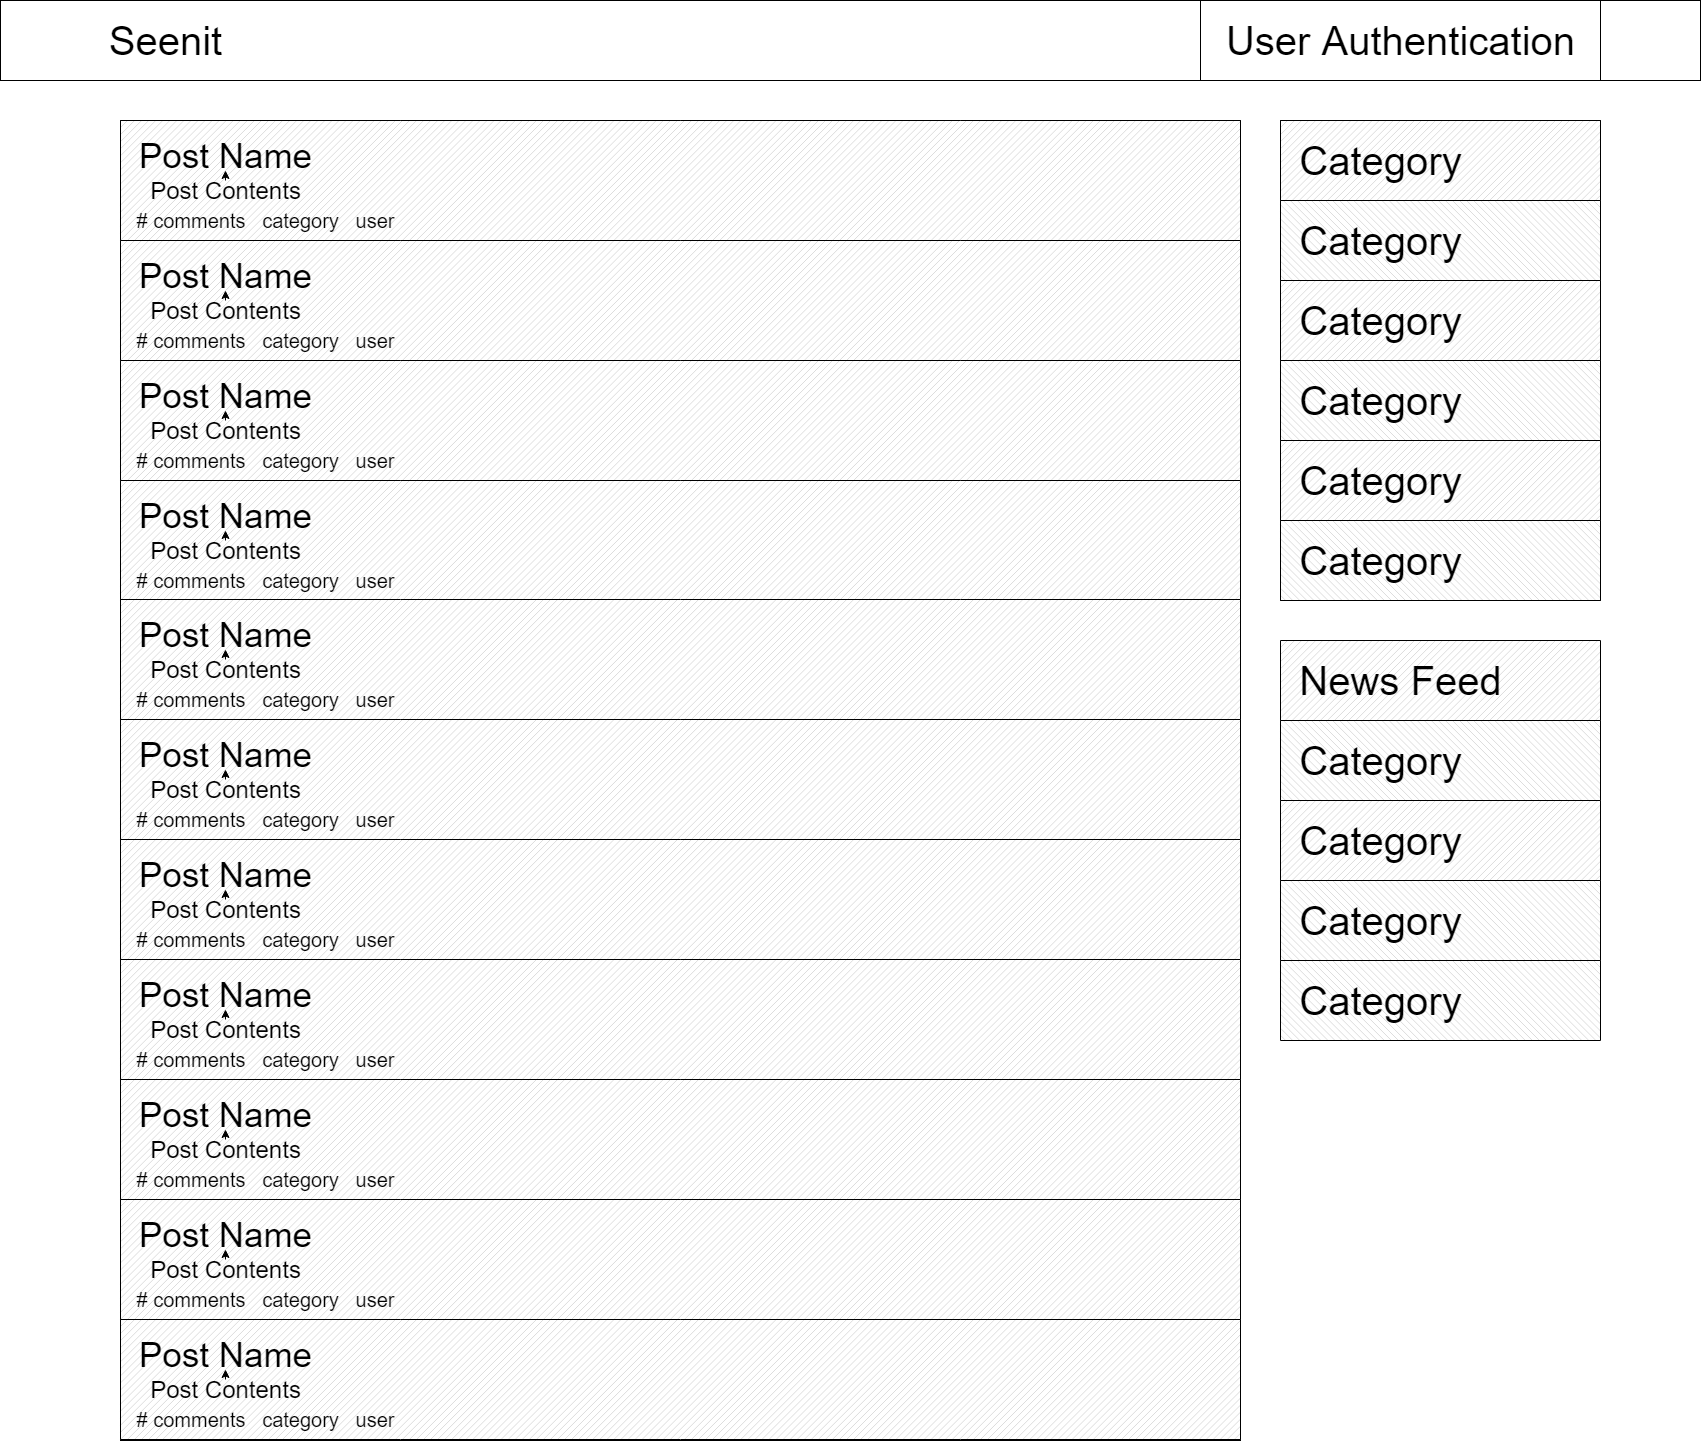 Seenit
User Authentication
Post Name
Post Contents
# comments category user
Post Name
Post Contents
# comments category user
Post Name
Post Contents
# comments category user
Post Name
Post Contents
# comments category user
Post Name
Post Contents
# comments category user
Post Name
Post Contents
# comments category user
Post Name
Post Contents
# comments category user
Post Name
Post Contents
# comments category user
Post Name
Post Contents
# comments category user
Post Name
Post Contents
# comments category user
Post Name
Post Contents
# comments category user
Category
Category
Category
Category
Category
Category
News Feed
Category
Category
Category
Category